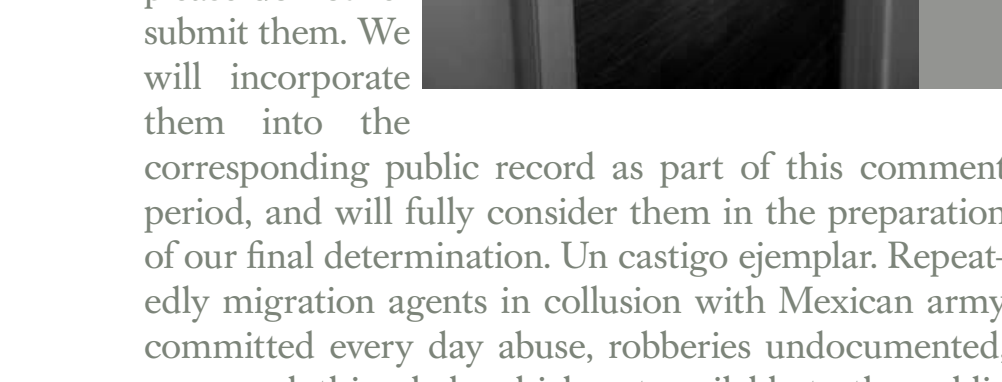 submit them. We
will incorporate
them into the
corresponding public record as part of this comment
period, and will fully consider them in the preparation
of our final determination. Un castigo ejemplar. Repeat-
edly migration agents in collusion with Mexican army
committed every day abuse, robberies undocumented,